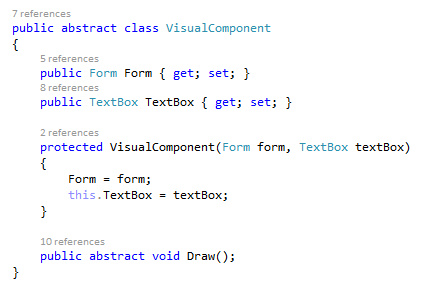 7 references
public abstract class VisualComponent
{
5 references
public Form Form { get; set; }
8 references
public TextBox TextBox { get; set; }
2 references
protected VisualComponent(Form form, TextBox textBox)
{
Form = form;
this.TextBox = textBox;
}
10 references
public abstract void Draw();
}